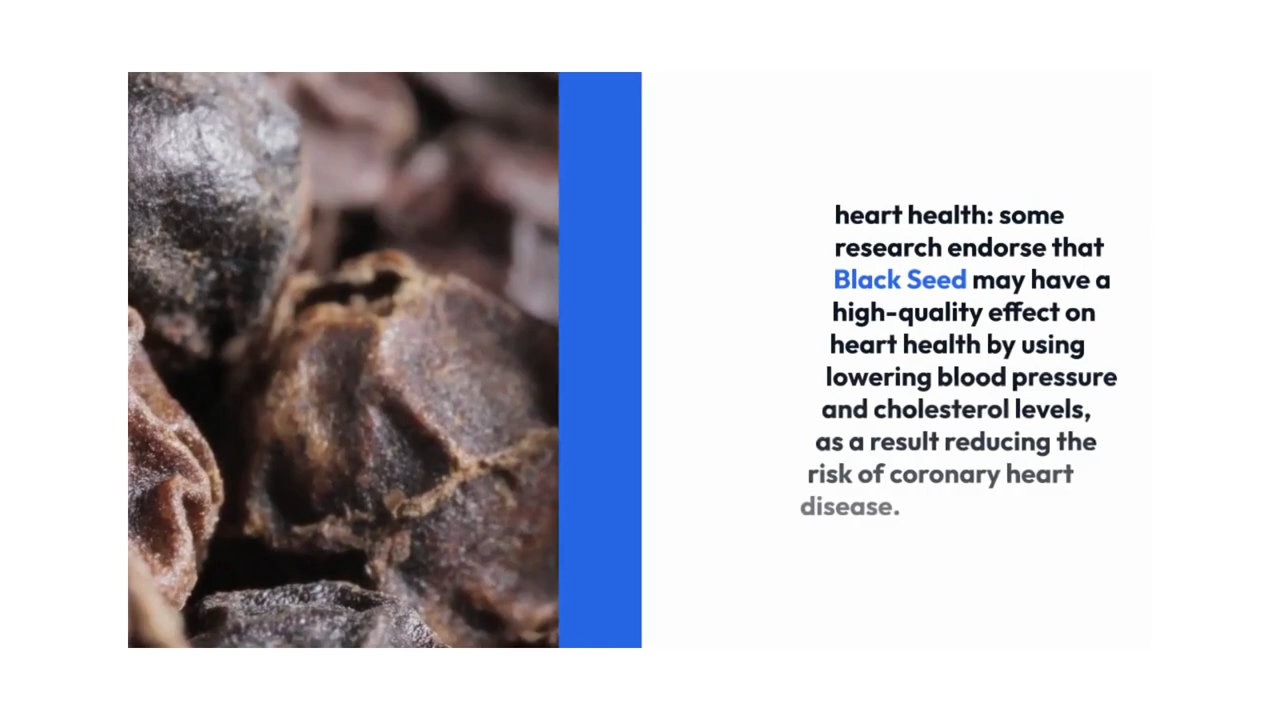 heart health: some
research endorse that
Black Seed may have a
high-quality effect on
heart health by using
lowering blood pressure
and cholesterol levels,
as a result reducing the
risk of coronary heart
disease.